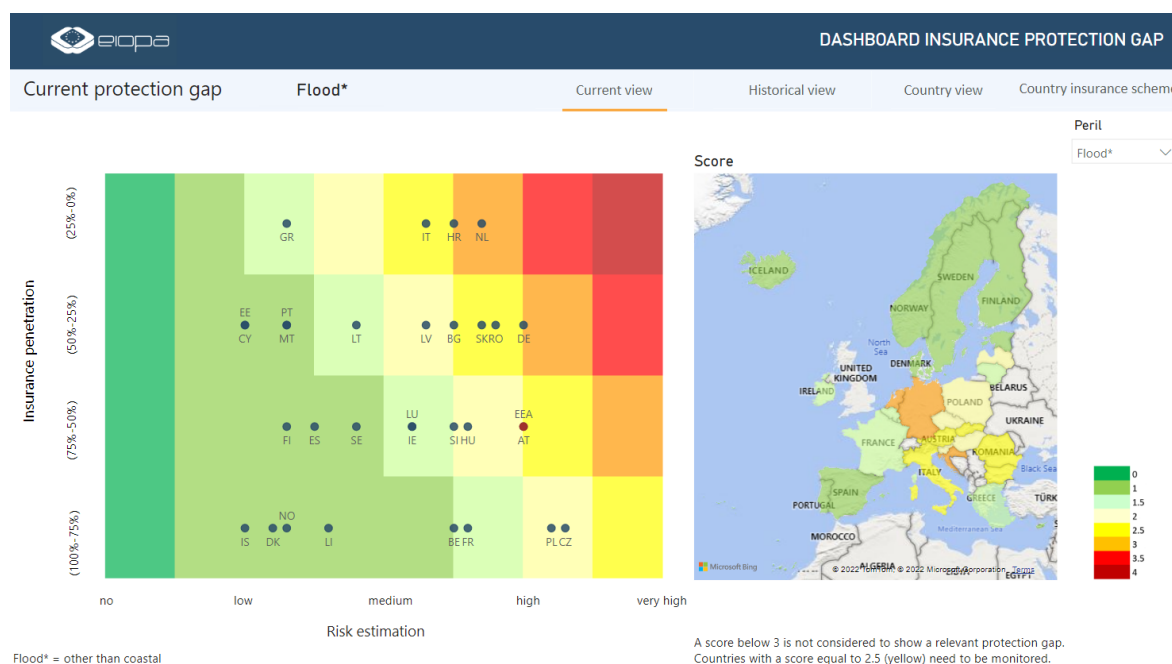 eiopa
DASHBOARD INSURANCE PROTECTION GAP
Current protection gap
Flood*
Current view
Historical view
Country view
Country insurance scheme
Peril
Flood*
Score
Insurance penetration
(25%-0%)
GR
IT
HR
NL
(50%-25%)
EE
PT
CY
MT
LT
LV
BG
SK
RO
DE
(75%-50%)
LU
EEA
FI
ES
SE
IE
SI
HU
AT
(100%-75%)
NO
IS
DK
LI
BE
FR
PL
CZ
no
low
medium
high
very high
Risk estimation
Flood* = other than coastal
ICELAND
SWEDEN
FINLAND
NORWAY
North
Sea
DENMARK
UNITED
KINGDOM
IRELAND
BELARUS
POLAND
UKRAINE
FRANCE
AUSTRIA
ROMANIA
ITALY
Black Sea
SPAIN
PORTUGAL
GREECE
TÜRK
Mediterranean Sea
MOROCCO
ALGERIA
EGYPT
Microsoft Bing
© 2022 TomTom, © 2022 Microsoft Corporation Terms
0
1
1.5
2
2.5
3
3.5
4
A score below 3 is not considered to show a relevant protection gap.
Countries with a score equal to 2.5 (yellow) need to be monitored.